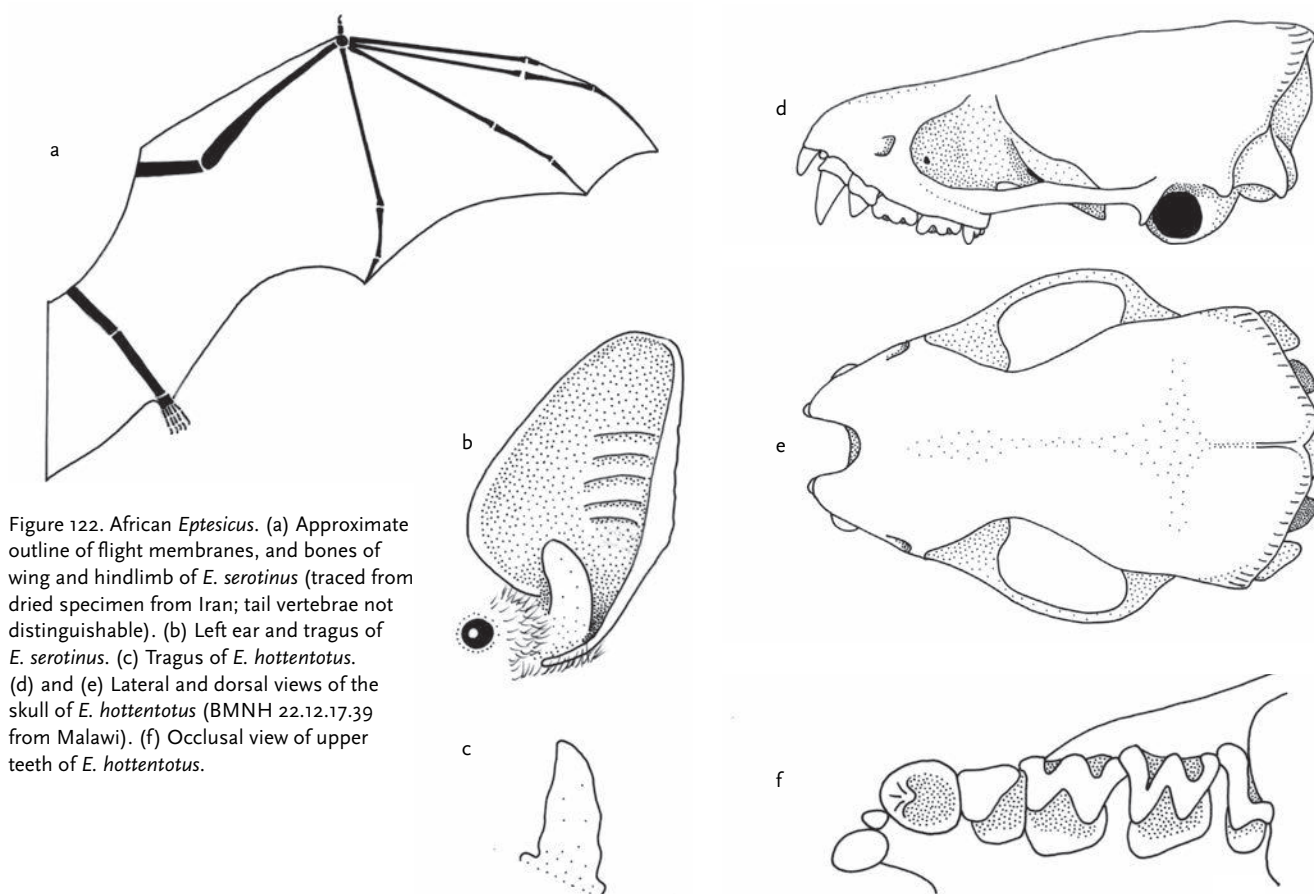 a
b
c
d
e
f
Figure 122. African Eptesicus. (a) Approximate
outline of flight membranes, and bones of
wing and hindlimb of E. serotinus (traced from
dried specimen from Iran; tail vertebrae not
distinguishable). (b) Left ear and tragus of
E. serotinus. (c) Tragus of E. hottentotus.
(d) and (e) Lateral and dorsal views of the
skull of E. hottentotus (BMNH 22.12.17.39
from Malawi). (f) Occlusal view of upper
teeth of E. hottentotus.